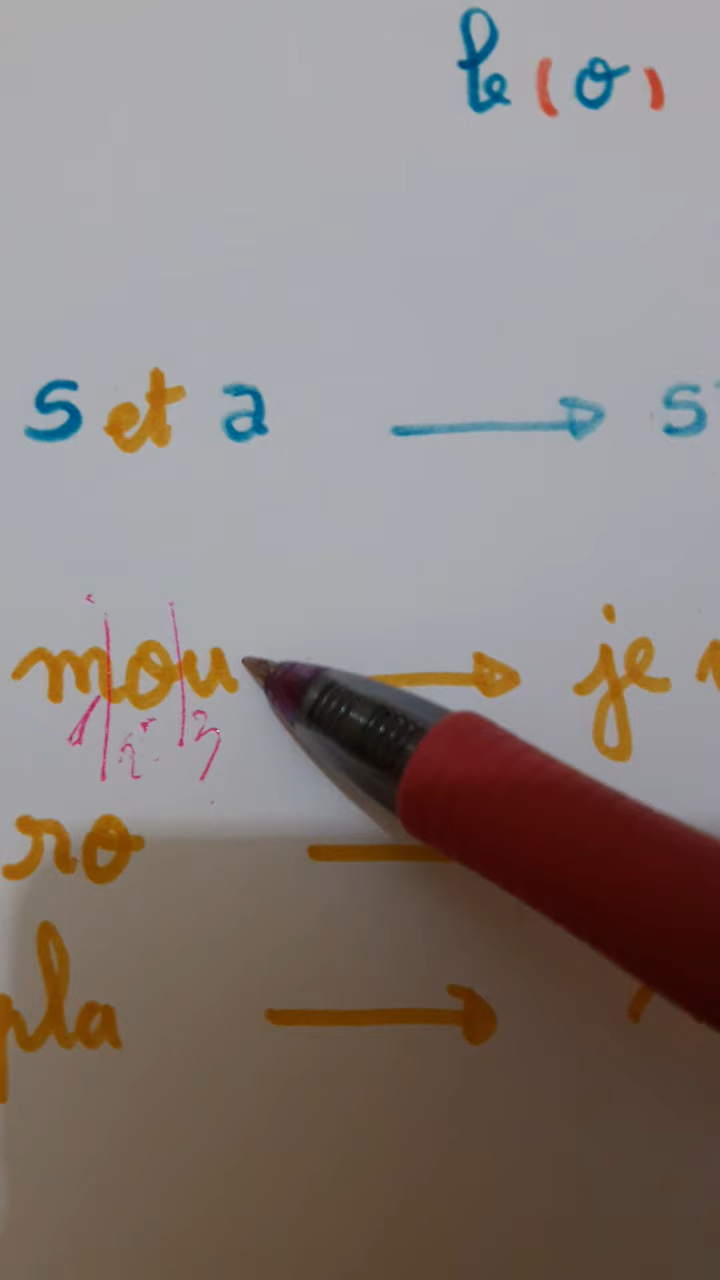 le (o)
s et a → s
mou → je
1 2 3
ro
pla →